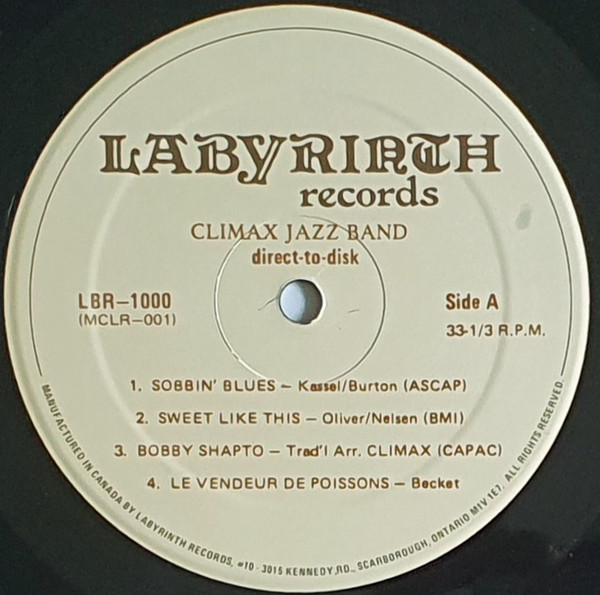 LABYRINTH
records
CLIMAX JAZZ BAND
direct-to-disk
LBR-1000
(MCLR-001)
Side A
33-1/3 R.P.M.
1. SOBBIN' BLUES - Kassel/Burton (ASCAP)
2. SWEET LIKE THIS - Oliver/Nelsen (BMI)
3. BOBBY SHAPTO - Trad'l Arr. CLIMAX (CAPAC)
4. LE VENDEUR DE POISSONS - Becket
MANUFACTURED IN CANADA BY LABYRINTH RECORDS, #10 - 3015 KENNEDY RD., SCARBOROUGH, ONTARIO M1V 1E7. ALL RIGHTS RESERVED.